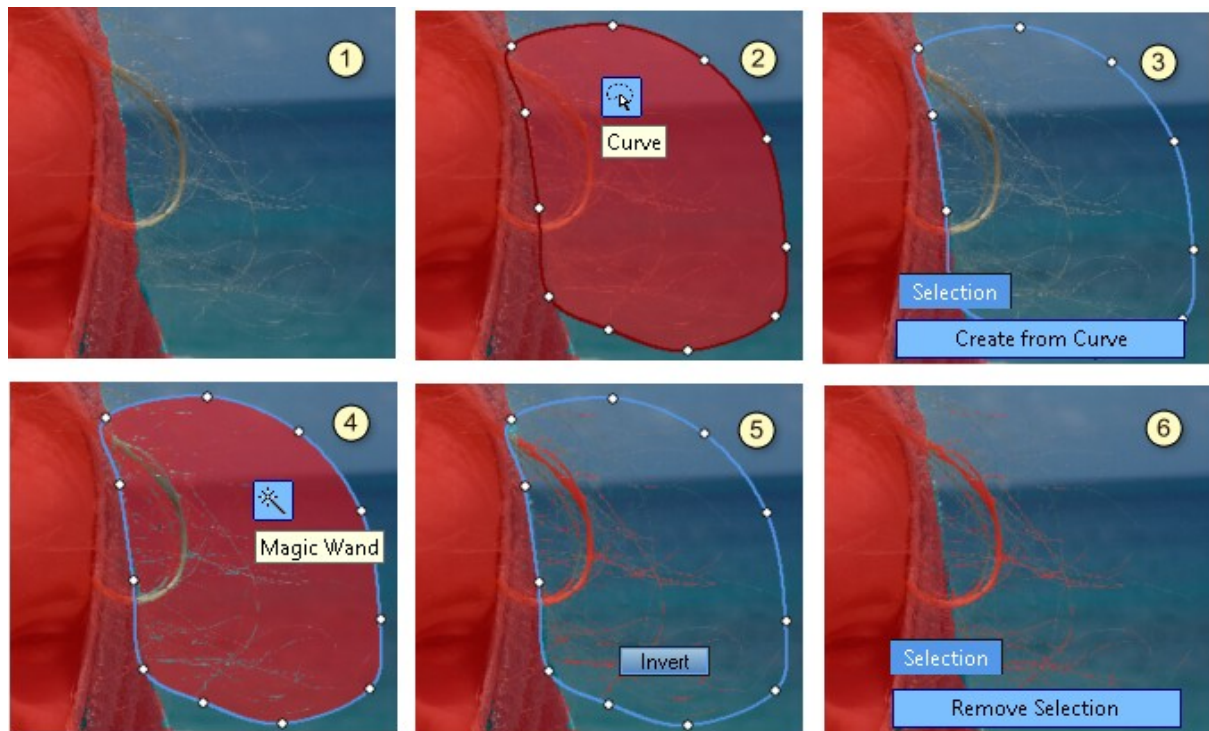 1
2
Curve
3
Selection
Create from Curve
4
Magic Wand
5
Invert
6
Selection
Remove Selection